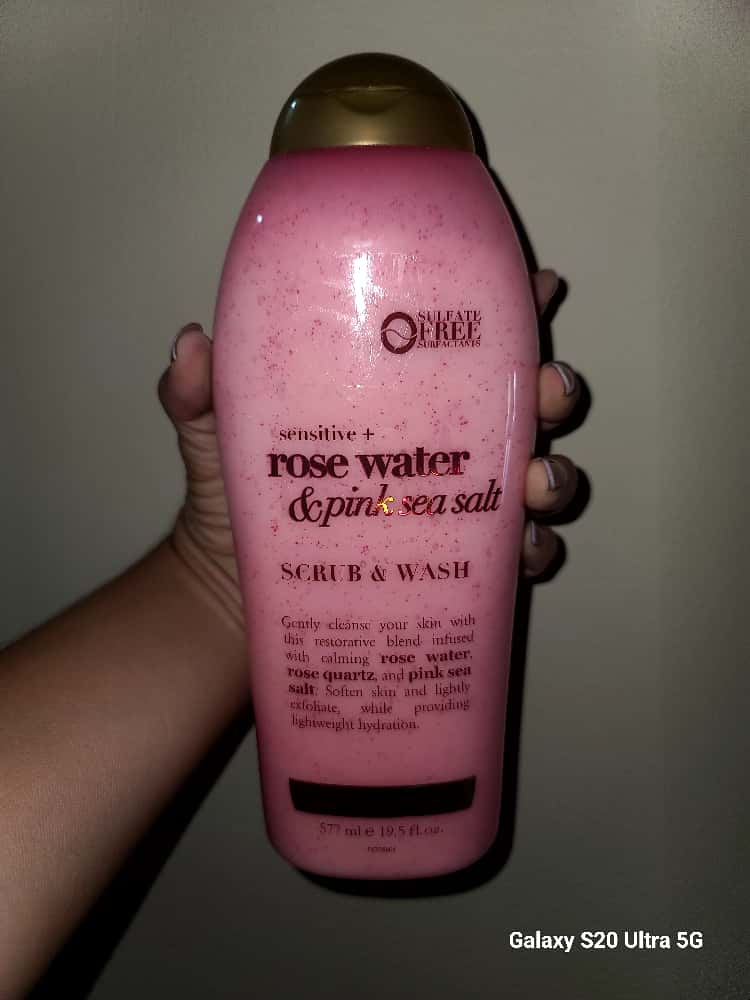 SULFATE
FREE
SURFACTANTS
sensitive +
rose water
& pink sea salt
SCRUB & WASH
Gently cleanse your skin with
this restorative blend infused
with calming rose water,
rose quartz, and pink sea
salt. Soften skin and lightly
exfoliate, while providing
lightweight hydration.
577 ml e 19.5 fl. oz.
Galaxy S20 Ultra 5G